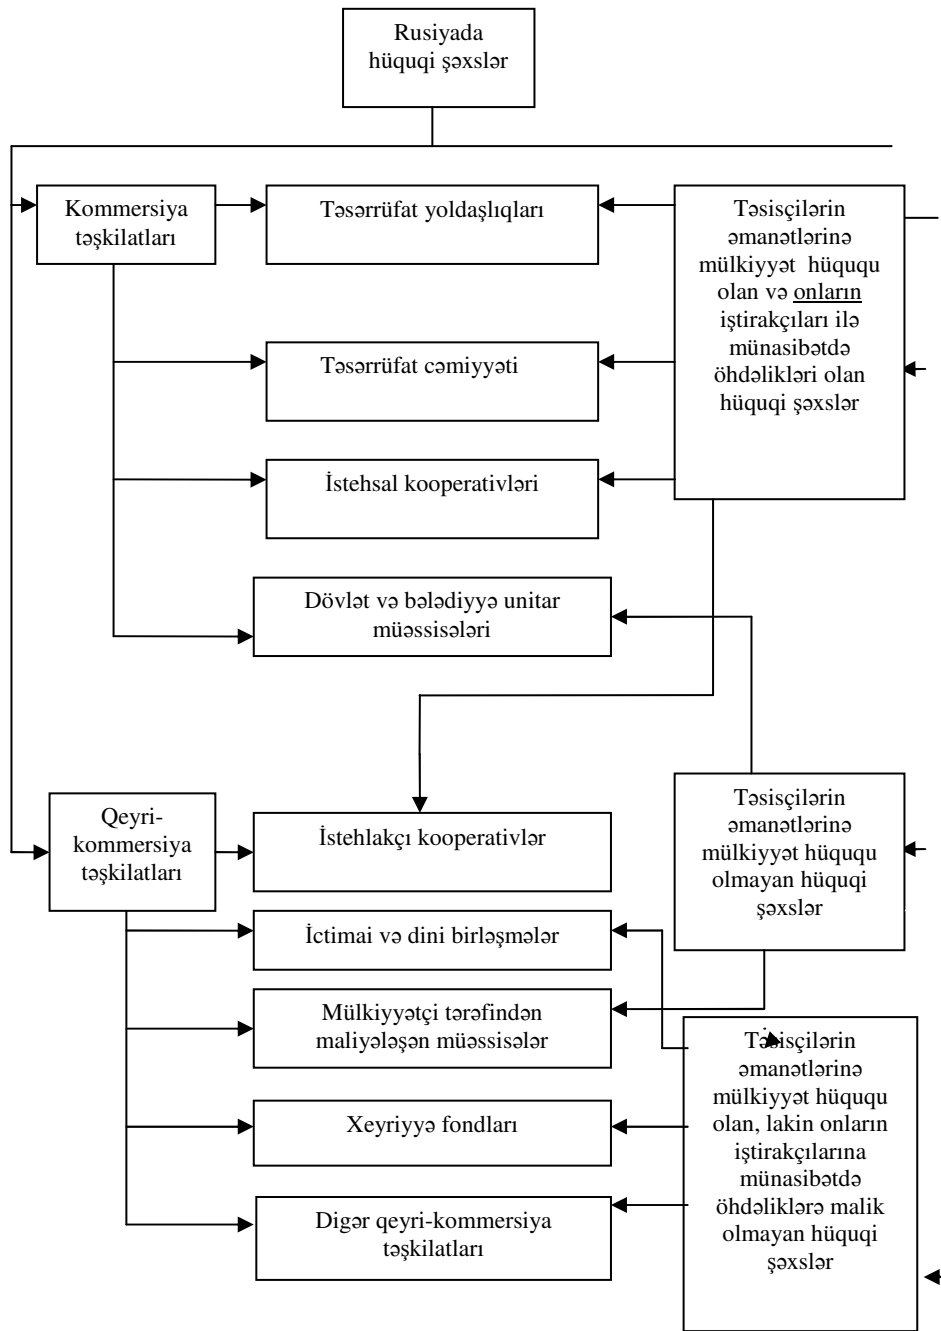 Rusiyada
hüquqi şəxslər
Kommersiya
təşkilatları
Təsərrüfat yoldaşlıqları
Təsisçilərin
əmanətlərinə
mülkiyyət hüququ
olan və onların
iştirakçıları ilə
münasibətdə
öhdəlikləri olan
hüquqi şəxslər
Təsərrüfat cəmiyyəti
İstehsal kooperativləri
Dövlət və bələdiyyə unitar
müəssisələri
Qeyri-
kommersiya
təşkilatları
İstehlakçı kooperativlər
Təsisçilərin
əmanətlərinə
mülkiyyət hüququ
olmayan hüquqi
şəxslər
İctimai və dini birləşmələr
Mülkiyyətçi tərəfindən
maliyələşən müəssisələr
Xeyriyyə fondları
Digər qeyri-kommersiya
təşkilatları
Təsisçilərin
əmanətlərinə
mülkiyyət hüququ
olan, lakin onların
iştirakçılarına
münasibətdə
öhdəliklərə malik
olmayan hüquqi
şəxslər